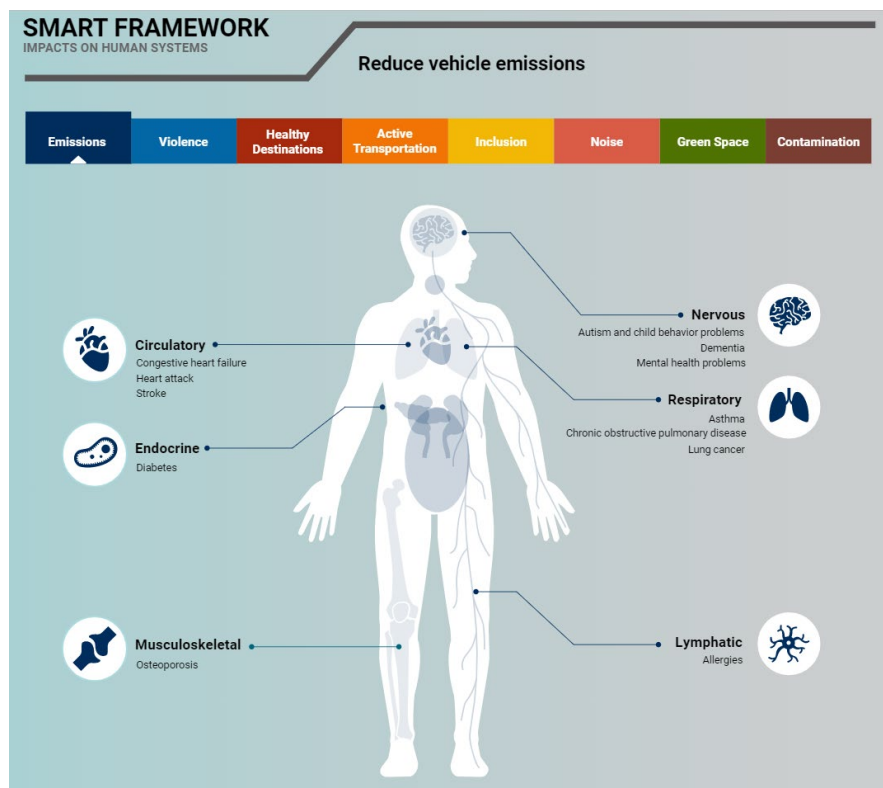 SMART FRAMEWORK
IMPACTS ON HUMAN SYSTEMS
Reduce vehicle emissions
Emissions
Violence
Healthy
Destinations
Active
Transportation
Inclusion
Noise
Green Space
Contamination
Circulatory
Congestive heart failure
Heart attack
Stroke
Endocrine
Diabetes
Musculoskeletal
Osteoporosis
Nervous
Autism and child behavior problems
Dementia
Mental health problems
Respiratory
Asthma
Chronic obstructive pulmonary disease
Lung cancer
Lymphatic
Allergies